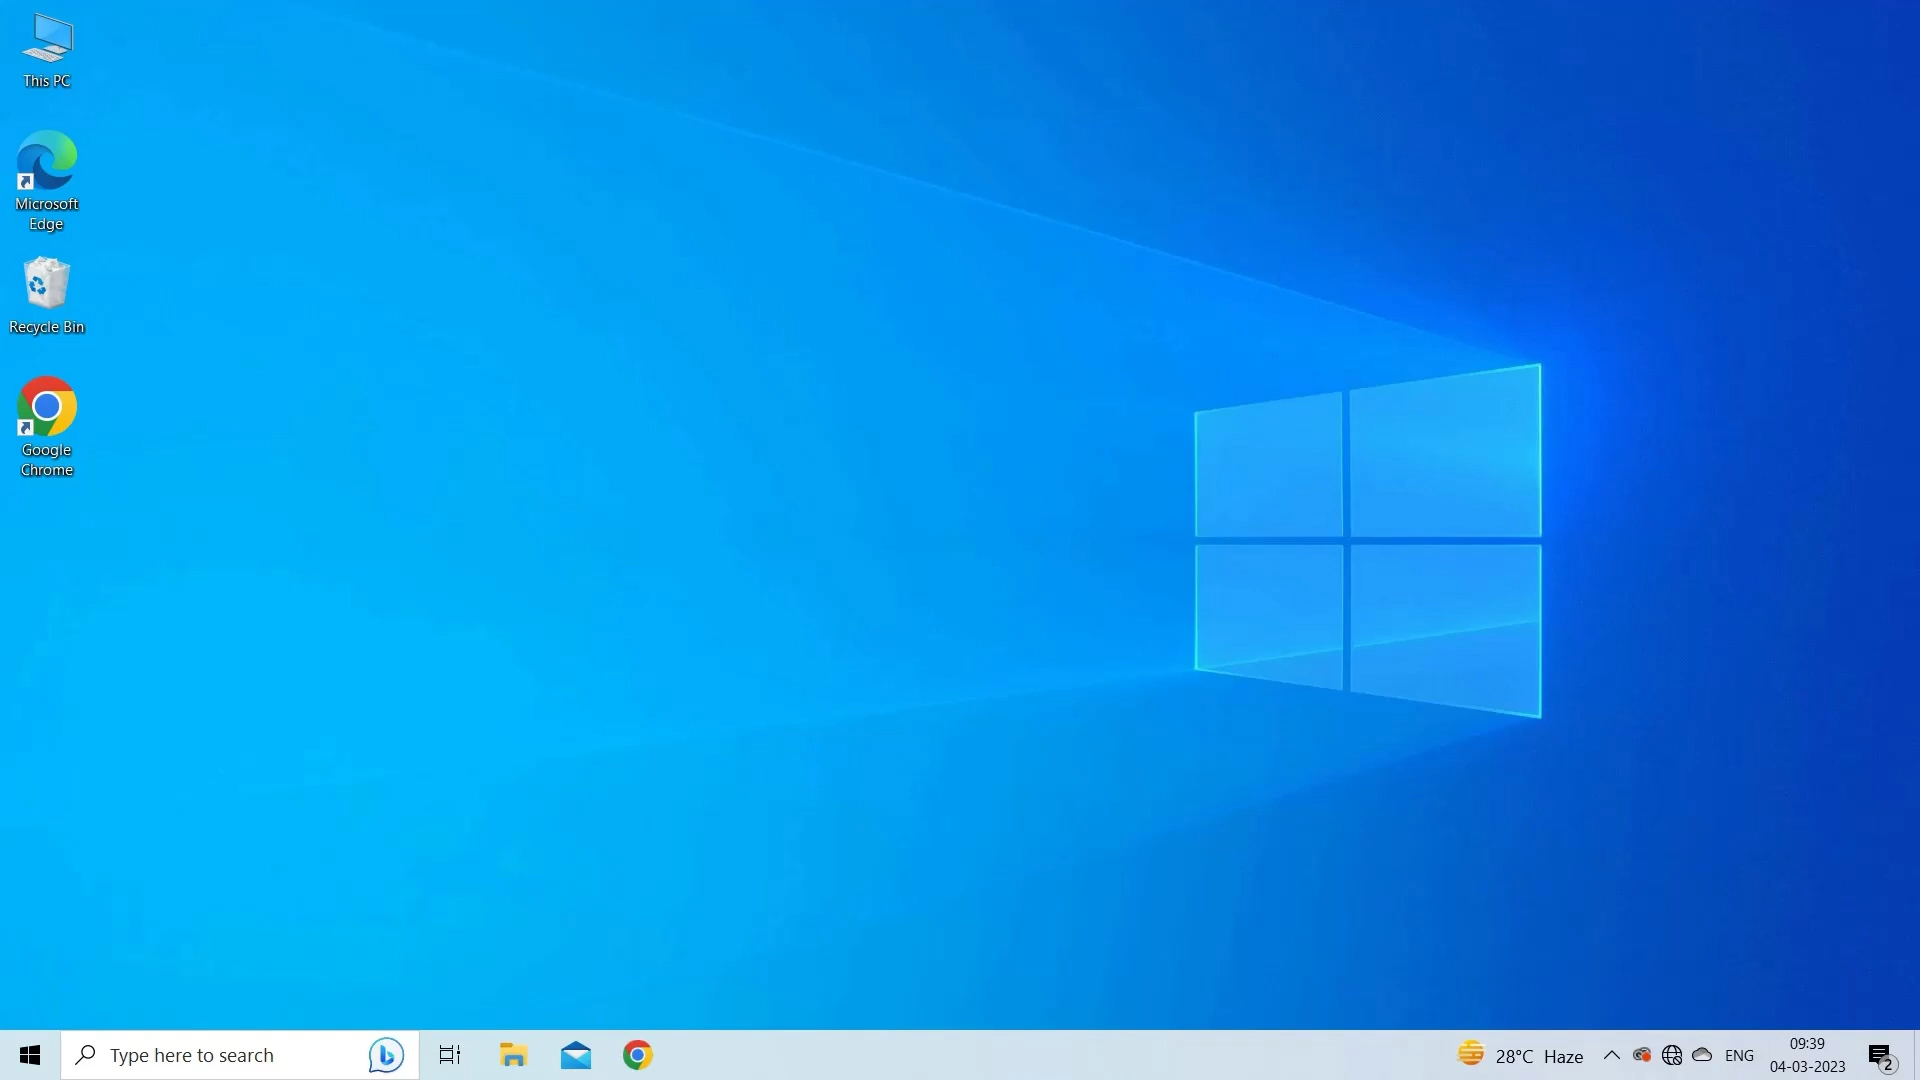 This PC
Microsoft
Edge
Recycle Bin
Google
Chrome
Type here to search
28°C Haze
ENG
09:39
04-03-2023
2